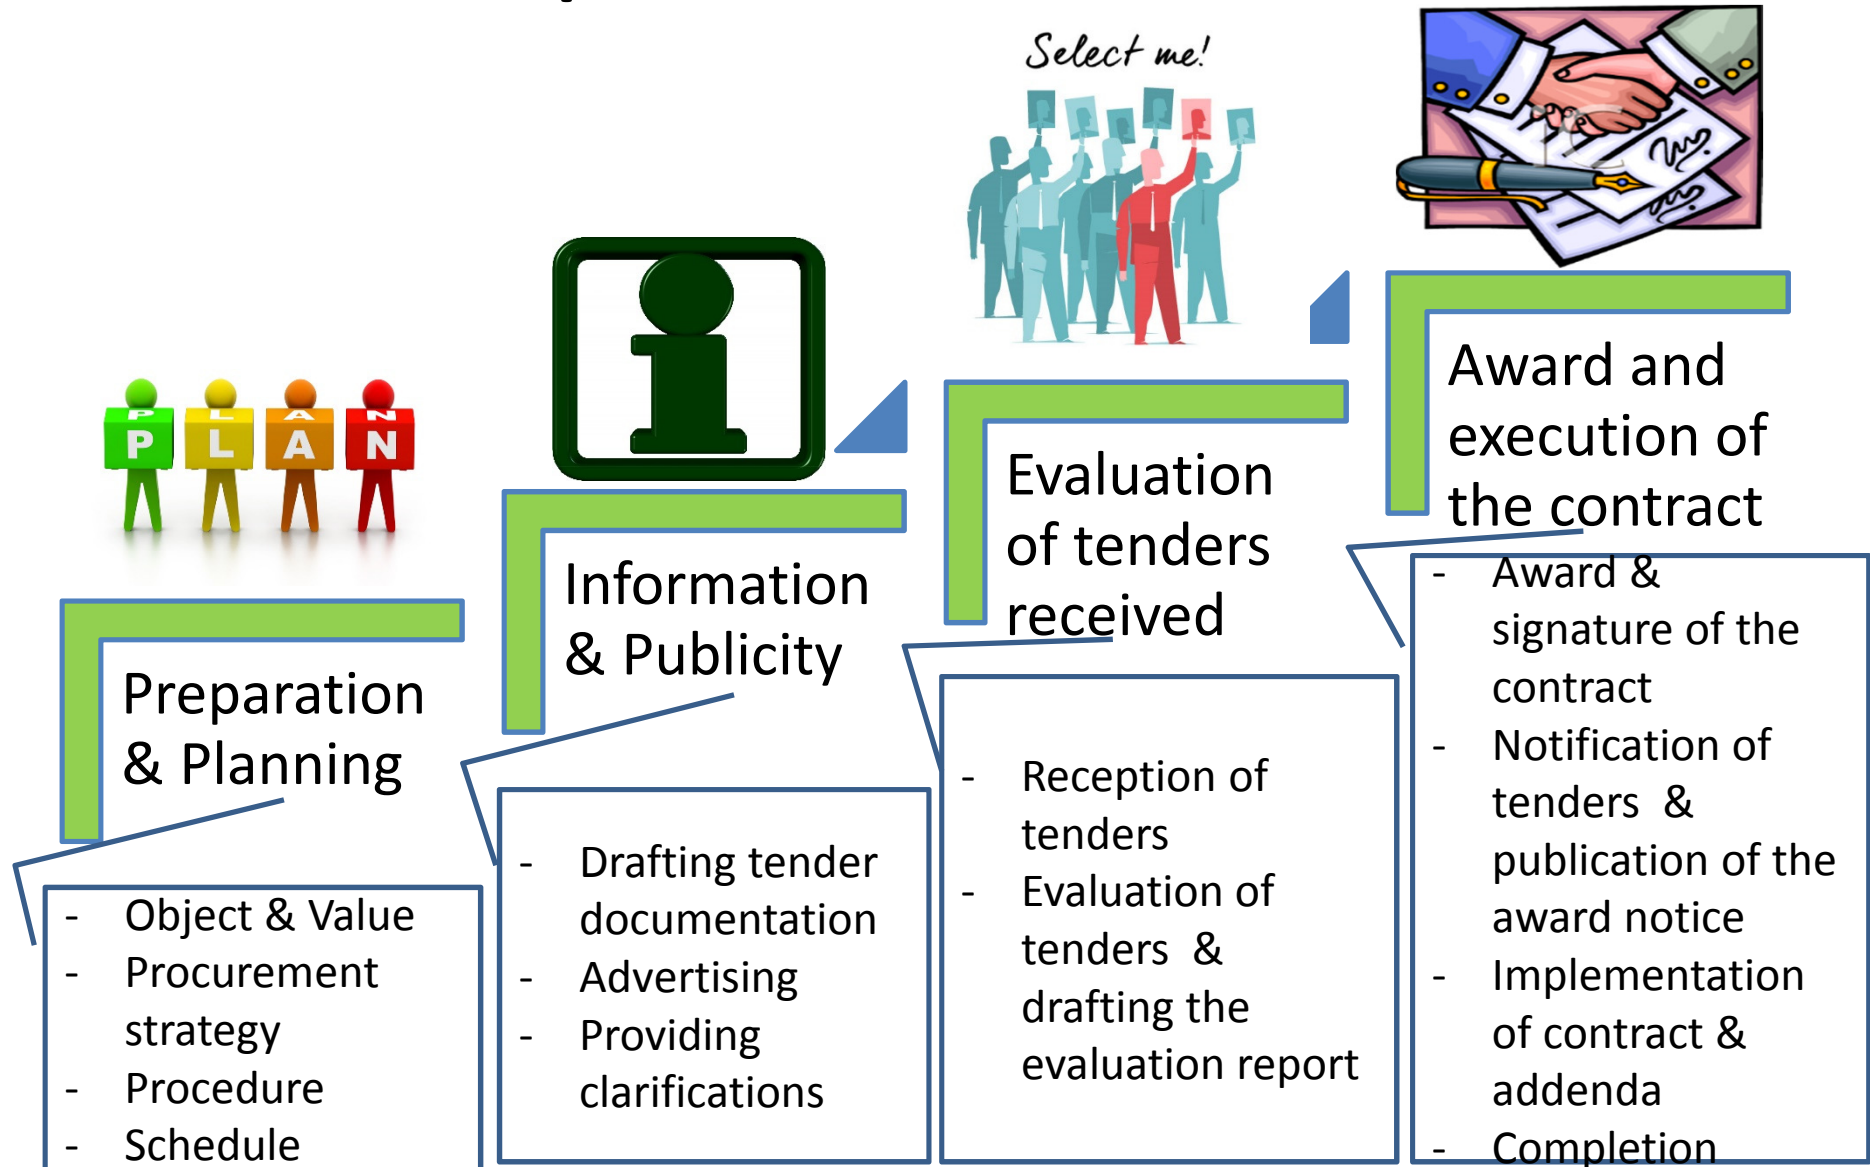 Select me!
P L A N
P L A N
Preparation
& Planning
- Object & Value
- Procurement
strategy
- Procedure
- Schedule
Information
& Publicity
- Drafting tender
documentation
- Advertising
- Providing
clarifications
Evaluation
of tenders
received
- Reception of
tenders
- Evaluation of
tenders &
drafting the
evaluation report
Award and
execution of
the contract
- Award &
signature of the
contract
- Notification of
tenders &
publication of the
award notice
- Implementation
of contract &
addenda
- Completion